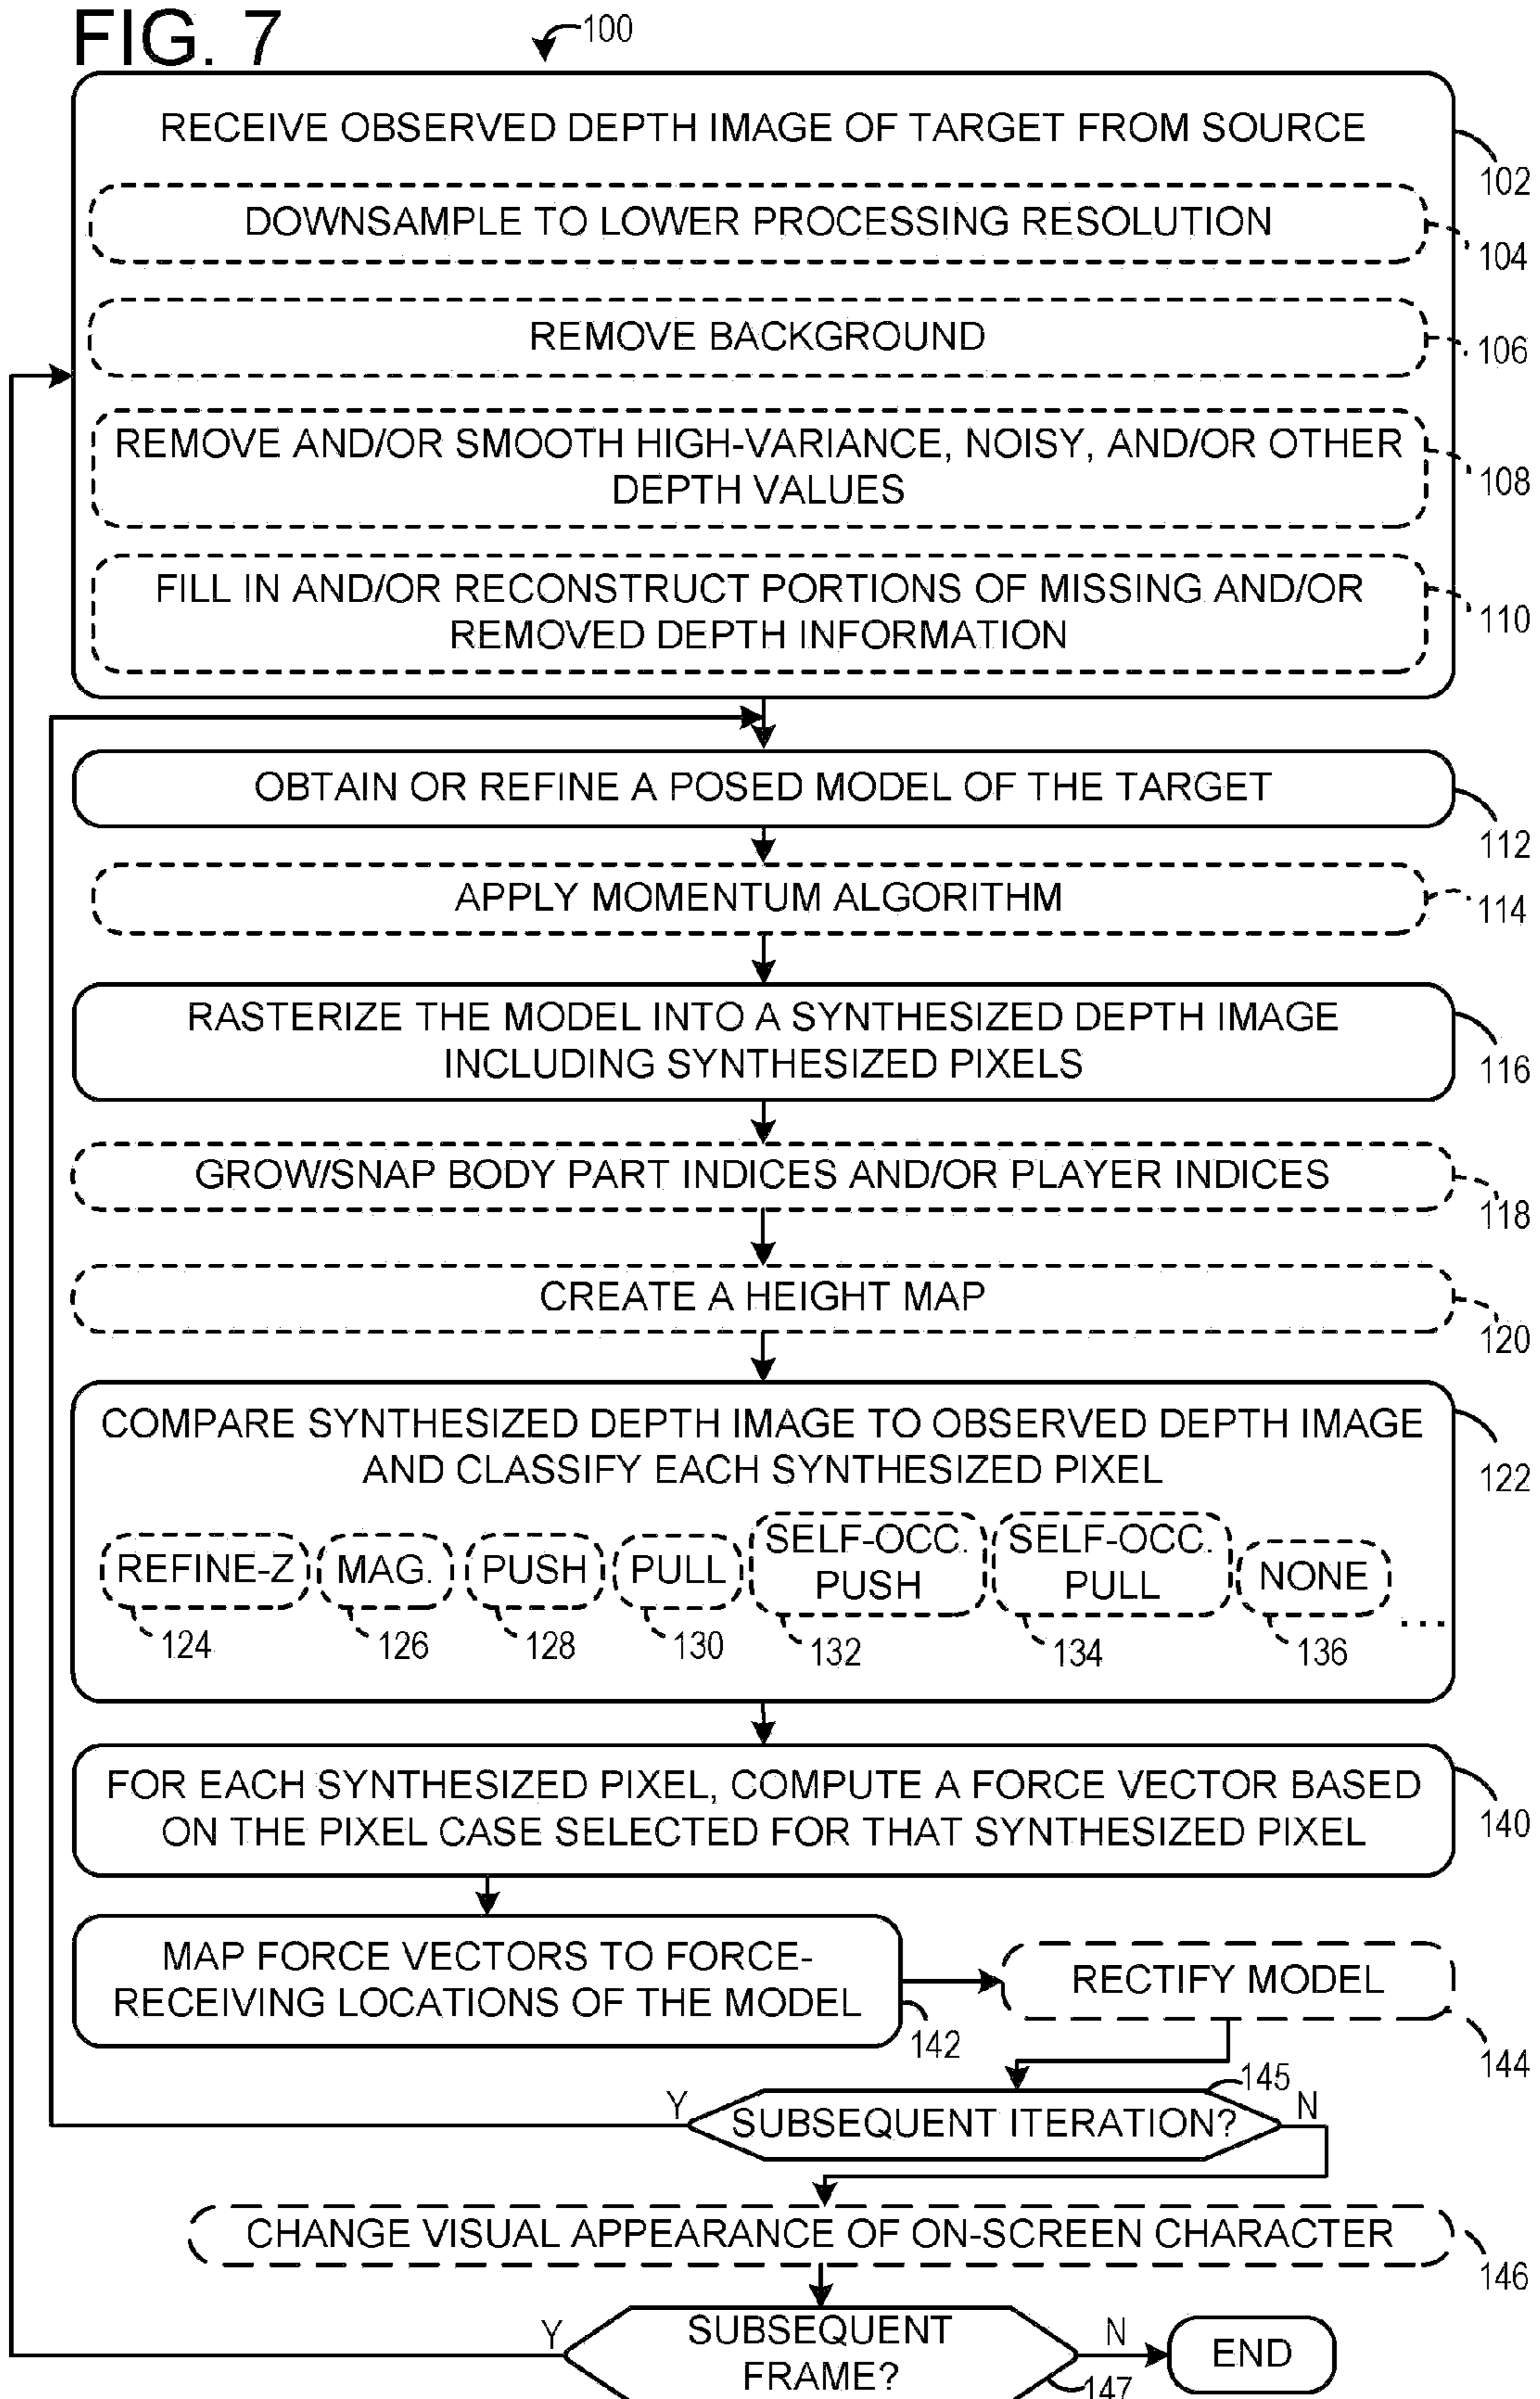 FIG. 7
100
RECEIVE OBSERVED DEPTH IMAGE OF TARGET FROM SOURCE
102
DOWNSAMPLE TO LOWER PROCESSING RESOLUTION
104
REMOVE BACKGROUND
106
REMOVE AND/OR SMOOTH HIGH-VARIANCE, NOISY, AND/OR OTHER
DEPTH VALUES
108
FILL IN AND/OR RECONSTRUCT PORTIONS OF MISSING AND/OR
REMOVED DEPTH INFORMATION
110
OBTAIN OR REFINE A POSED MODEL OF THE TARGET
112
APPLY MOMENTUM ALGORITHM
114
RASTERIZE THE MODEL INTO A SYNTHESIZED DEPTH IMAGE
INCLUDING SYNTHESIZED PIXELS
116
GROW/SNAP BODY PART INDICES AND/OR PLAYER INDICES
118
CREATE A HEIGHT MAP
120
COMPARE SYNTHESIZED DEPTH IMAGE TO OBSERVED DEPTH IMAGE
AND CLASSIFY EACH SYNTHESIZED PIXEL
122
REFINE-Z
124
MAG.
126
PUSH
128
PULL
130
SELF-OCC.
PUSH
132
SELF-OCC.
PULL
134
NONE
136
...
FOR EACH SYNTHESIZED PIXEL, COMPUTE A FORCE VECTOR BASED
ON THE PIXEL CASE SELECTED FOR THAT SYNTHESIZED PIXEL
140
MAP FORCE VECTORS TO FORCE-
RECEIVING LOCATIONS OF THE MODEL
142
RECTIFY MODEL
144
145
Y
SUBSEQUENT ITERATION?
N
CHANGE VISUAL APPEARANCE OF ON-SCREEN CHARACTER
146
Y
SUBSEQUENT
FRAME?
N
END
147